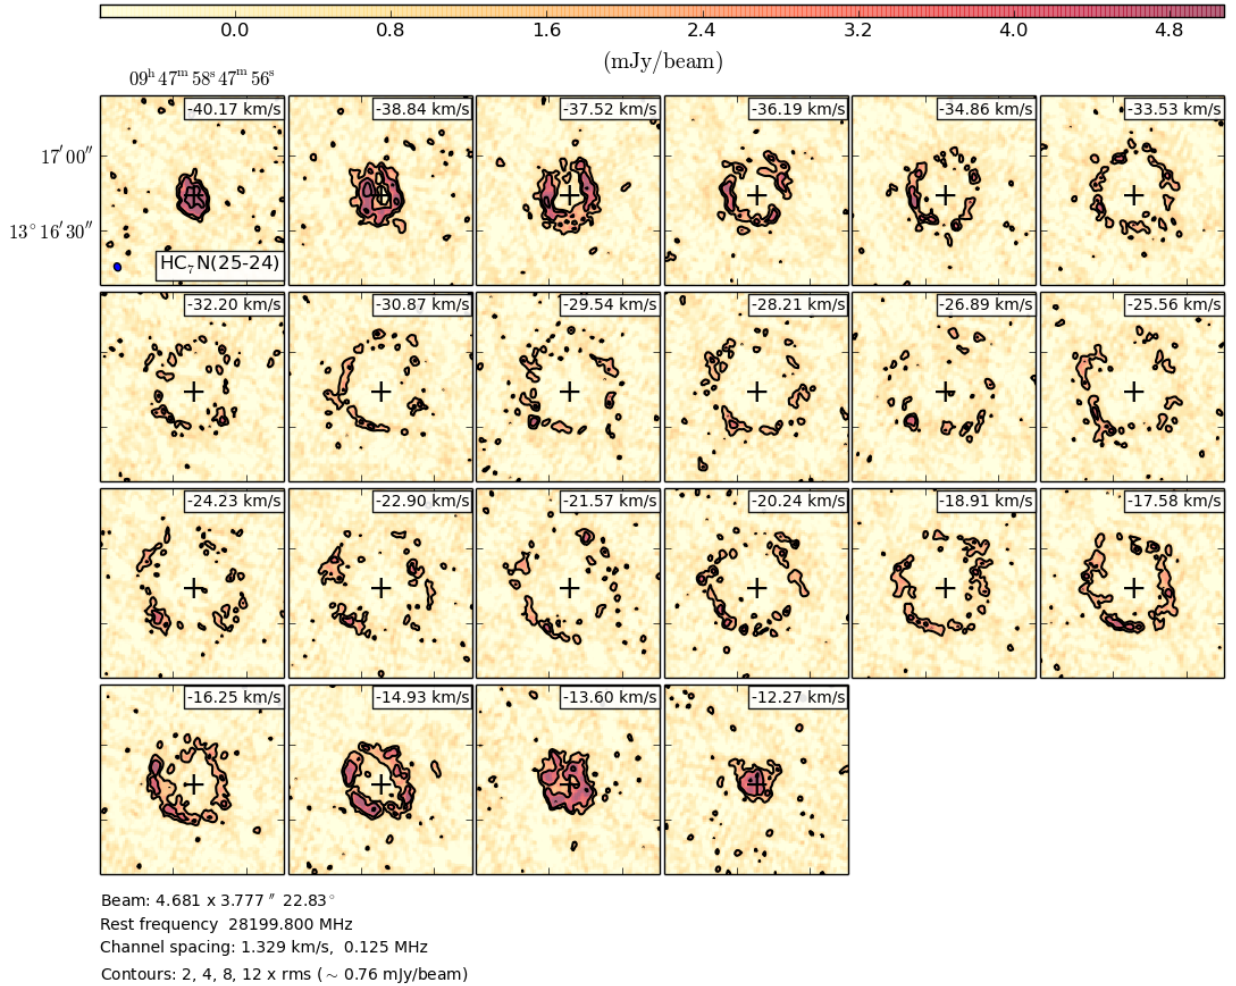 0.0 0.8 1.6 2.4 3.2 4.0 4.8
(mJy/beam)
09h 47m 58s 47m 56s
-40.17 km/s -38.84 km/s -37.52 km/s -36.19 km/s -34.86 km/s -33.53 km/s
17′00″
13°16′30″
HC₇N(25-24)
-32.20 km/s -30.87 km/s -29.54 km/s -28.21 km/s -26.89 km/s -25.56 km/s
-24.23 km/s -22.90 km/s -21.57 km/s -20.24 km/s -18.91 km/s -17.58 km/s
-16.25 km/s -14.93 km/s -13.60 km/s -12.27 km/s
Beam: 4.681 x 3.777 ″ 22.83°
Rest frequency 28199.800 MHz
Channel spacing: 1.329 km/s, 0.125 MHz
Contours: 2, 4, 8, 12 x rms (∼ 0.76 mJy/beam)